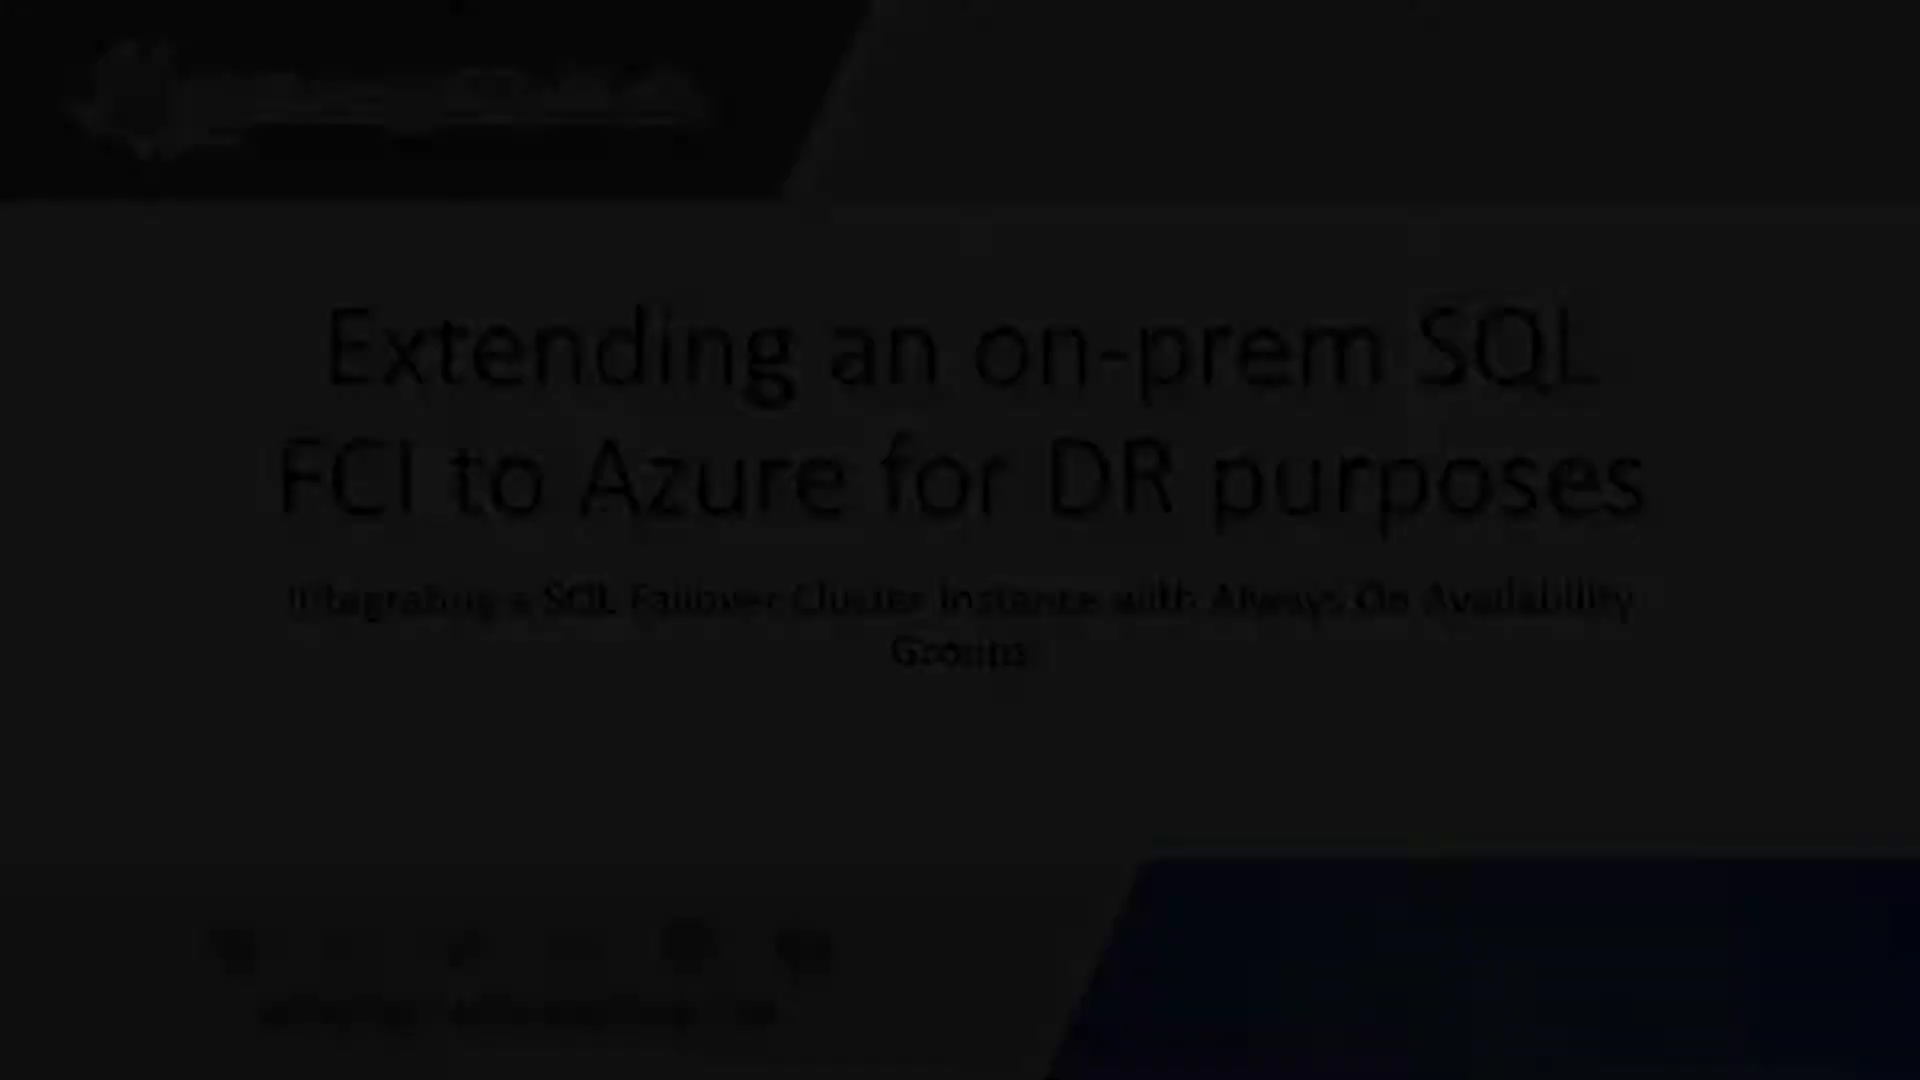 Extending an on-prem SQL
FCI to Azure for DR purposes
Integrating a SQL Failover Cluster Instance with Always On Availability
Groups